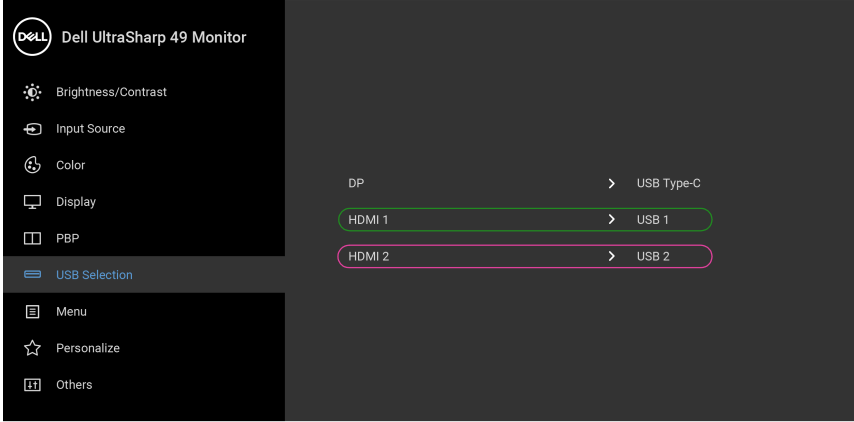 DELL Dell UltraSharp 49 Monitor
Brightness/Contrast
Input Source
Color
Display
PBP
USB Selection
Menu
Personalize
Others
DP > USB Type-C
HDMI 1 > USB 1
HDMI 2 > USB 2